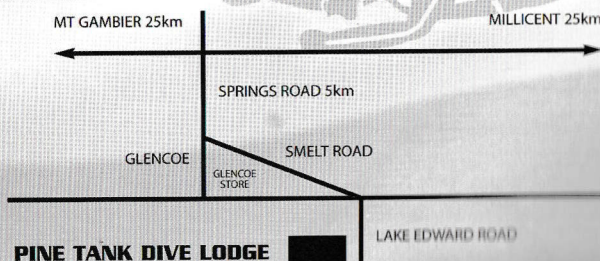 MT GAMBIER 25km
MILLICENT 25km
SPRINGS ROAD 5km
GLENCOE
SMELT ROAD
GLENCOE
STORE
LAKE EDWARD ROAD
PINE TANK DIVE LODGE